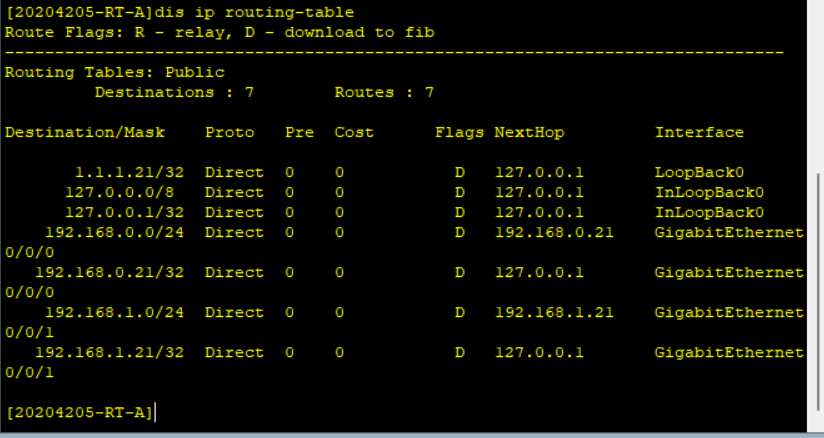 [20204205-RT-A]dis ip routing-table
Route Flags: R - relay, D - download to fib
------------------------------------------------------------------------------
Routing Tables: Public
         Destinations : 7        Routes : 7

Destination/Mask    Proto   Pre  Cost      Flags NextHop         Interface

       1.1.1.21/32  Direct  0    0           D   127.0.0.1       LoopBack0
      127.0.0.0/8   Direct  0    0           D   127.0.0.1       InLoopBack0
      127.0.0.1/32  Direct  0    0           D   127.0.0.1       InLoopBack0
    192.168.0.0/24  Direct  0    0           D   192.168.0.21    GigabitEthernet
0/0/0
   192.168.0.21/32  Direct  0    0           D   127.0.0.1       GigabitEthernet
0/0/0
    192.168.1.0/24  Direct  0    0           D   192.168.1.21    GigabitEthernet
0/0/1
   192.168.1.21/32  Direct  0    0           D   127.0.0.1       GigabitEthernet
0/0/1

[20204205-RT-A]